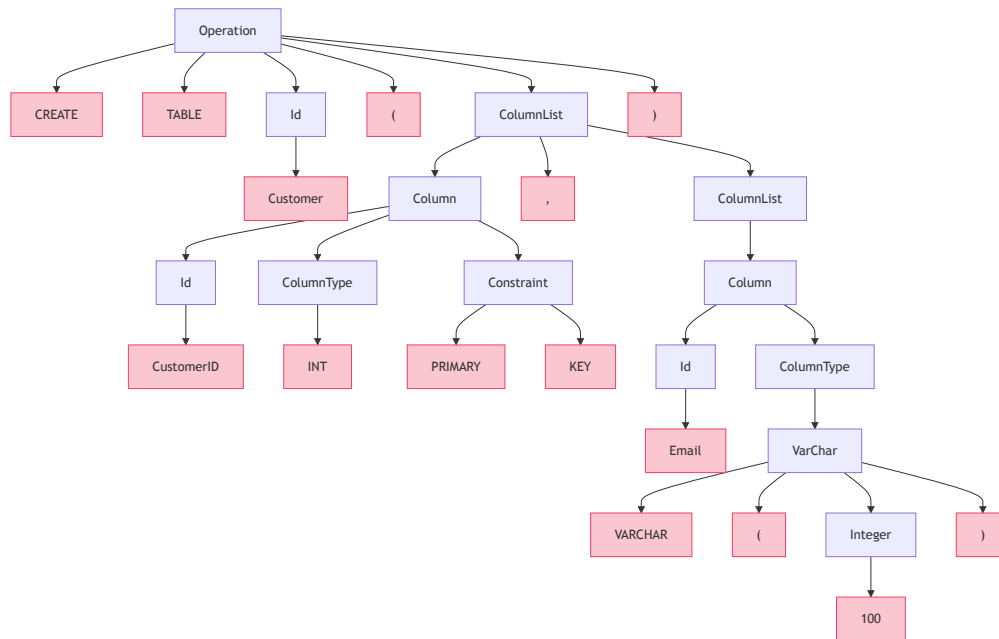 Operation
CREATE
TABLE
Id
(
ColumnList
)
Customer
Column
,
ColumnList
Id
ColumnType
Constraint
Column
CustomerID
INT
PRIMARY
KEY
Id
ColumnType
Email
VarChar
VARCHAR
(
Integer
)
100